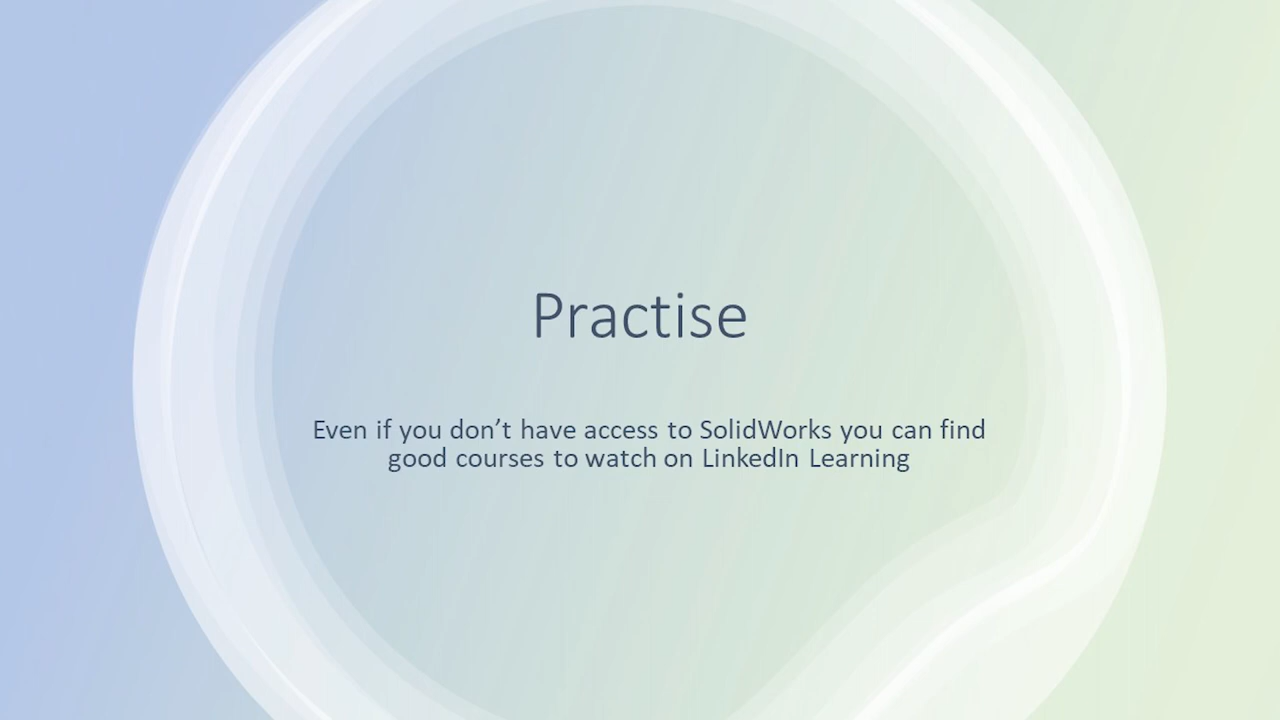 Practise
Even if you don’t have access to SolidWorks you can find
good courses to watch on LinkedIn Learning